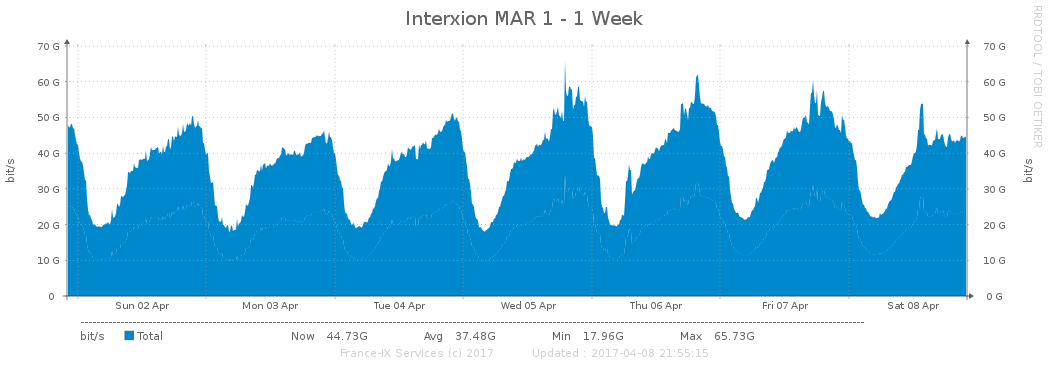 Interxion MAR 1 - 1 Week
RRDTOOL / TOBI OETIKER
bit/s
70 G 70 G
60 G 60 G
50 G 50 G
40 G 40 G
30 G 30 G
20 G 20 G
10 G 10 G
0 0 G
bit/s
Sun 02 Apr Mon 03 Apr Tue 04 Apr Wed 05 Apr Thu 06 Apr Fri 07 Apr Sat 08 Apr
bit/s Total Now 44.73G Avg 37.48G Min 17.96G Max 65.73G
France-IX Services (c) 2017 Updated : 2017-04-08 21:55:15